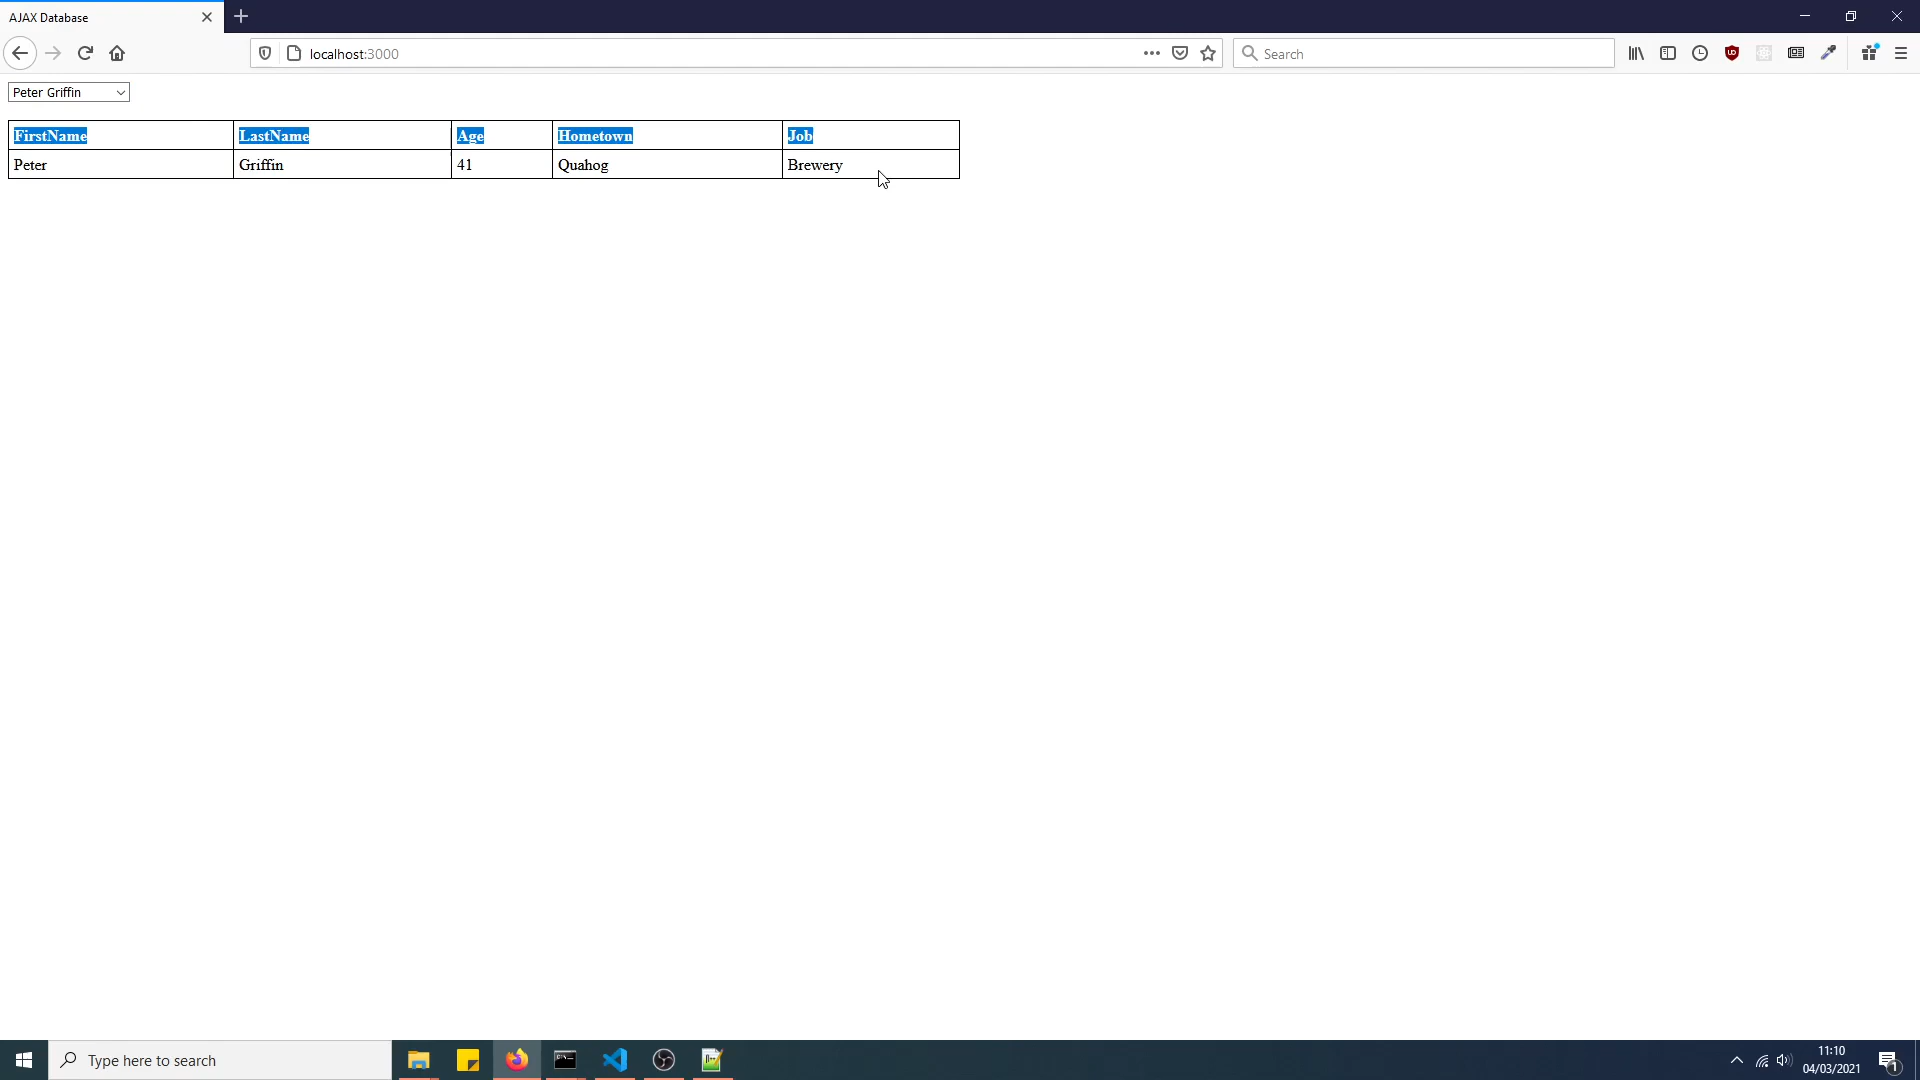 AJAX Database
localhost:3000
Search
Peter Griffin
FirstName LastName Age Hometown Job
Peter Griffin 41 Quahog Brewery
Type here to search
11:10
04/03/2021
1